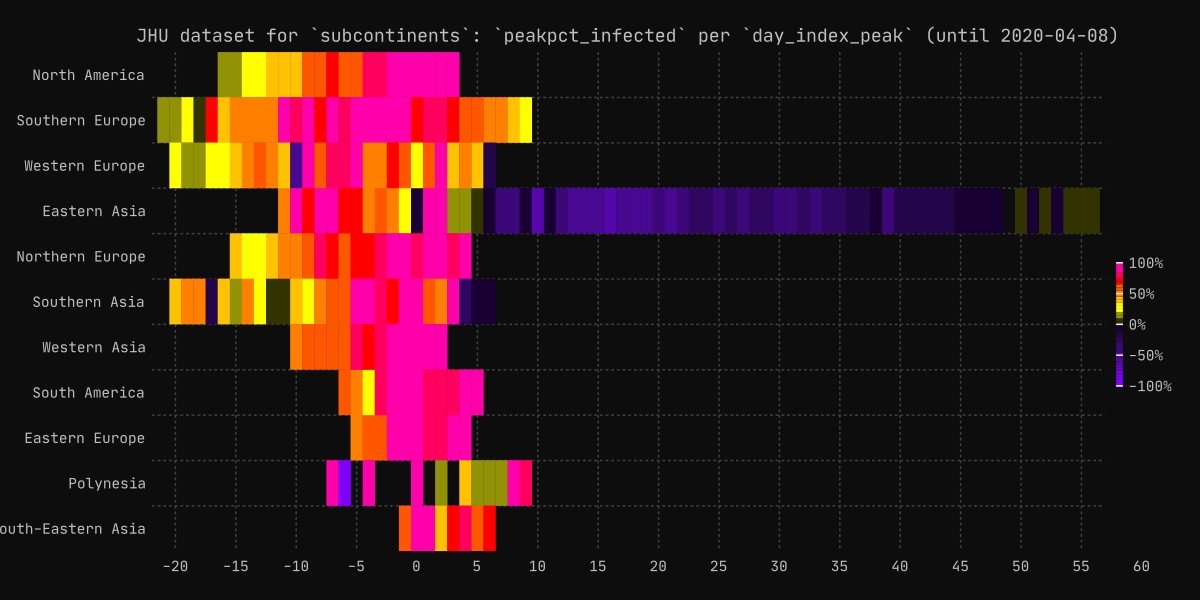 JHU dataset for `subcontinents`: `peakpct_infected` per `day_index_peak` (until 2020-04-08)
North America
Southern Europe
Western Europe
Eastern Asia
Northern Europe
Southern Asia
Western Asia
South America
Eastern Europe
Polynesia
outh-Eastern Asia
100%
50%
0%
-50%
-100%
-20 -15 -10 -5 0 5 10 15 20 25 30 35 40 45 50 55 60